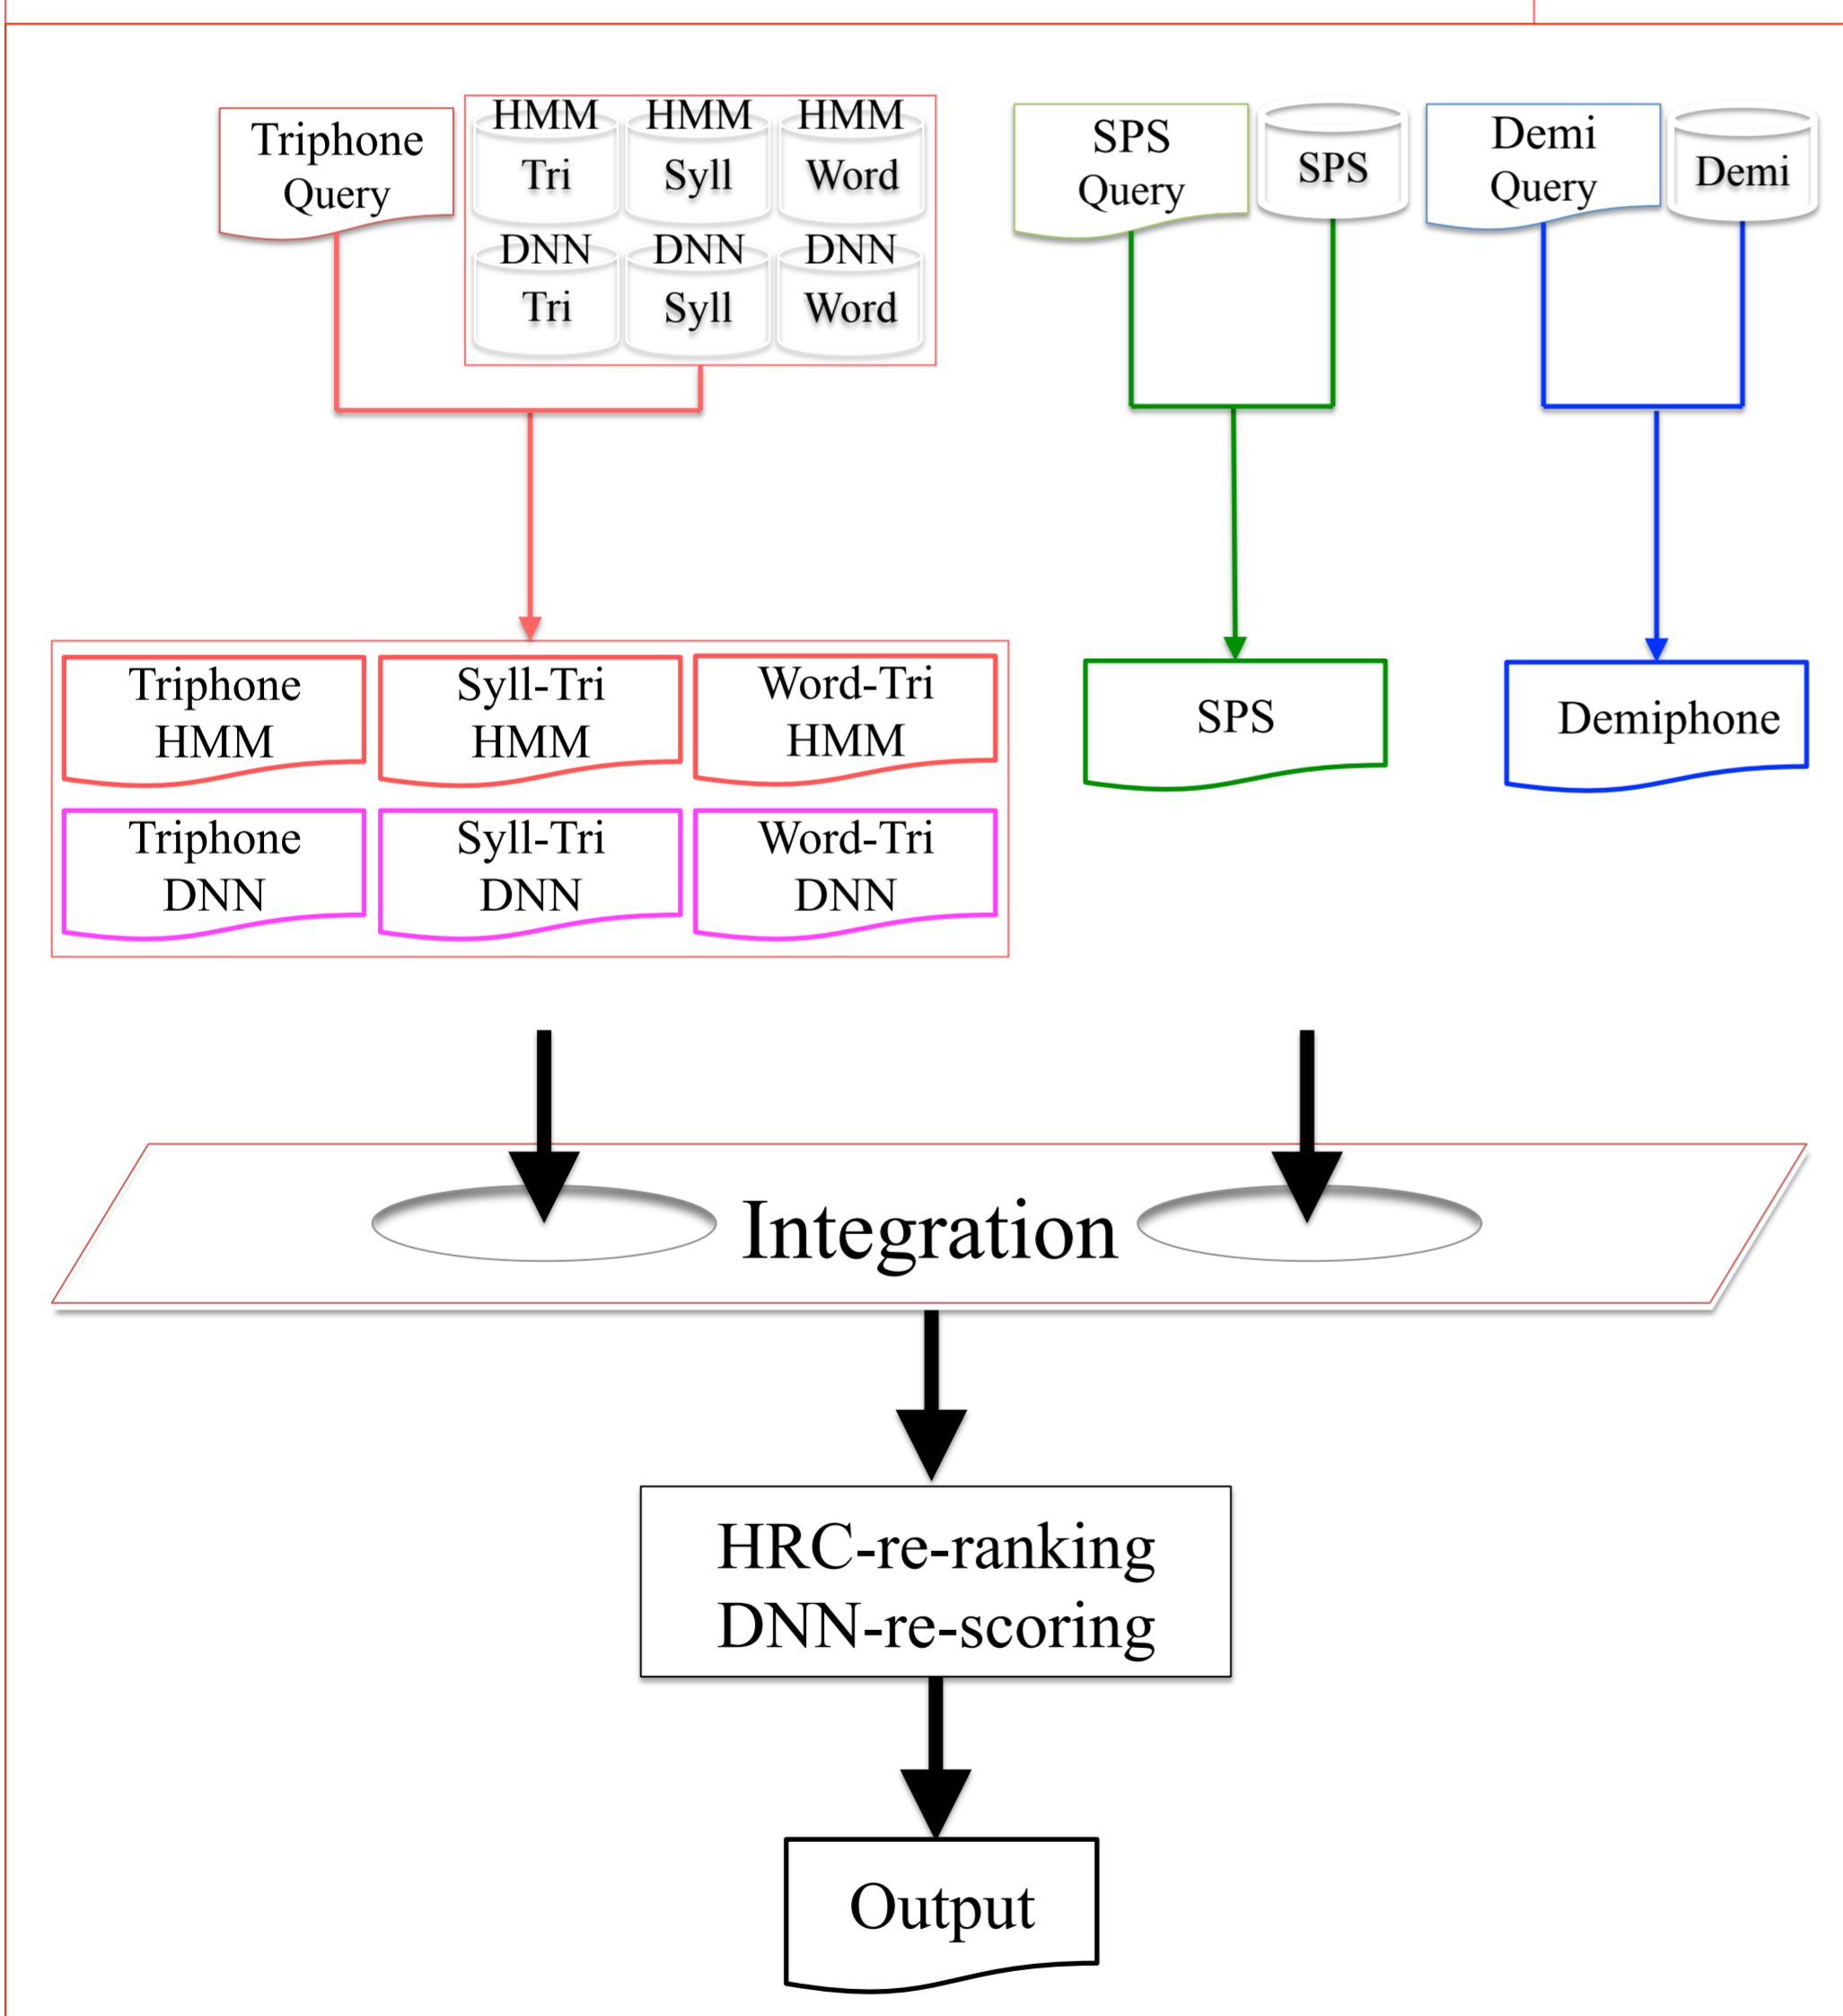 Triphone
Query
HMM
Tri
HMM
Syll
HMM
Word
DNN
Tri
DNN
Syll
DNN
Word
SPS
Query
SPS
Demi
Query
Demi
Triphone
HMM
Syll-Tri
HMM
Word-Tri
HMM
Triphone
DNN
Syll-Tri
DNN
Word-Tri
DNN
SPS
Demiphone
Integration
HRC-re-ranking
DNN-re-scoring
Output